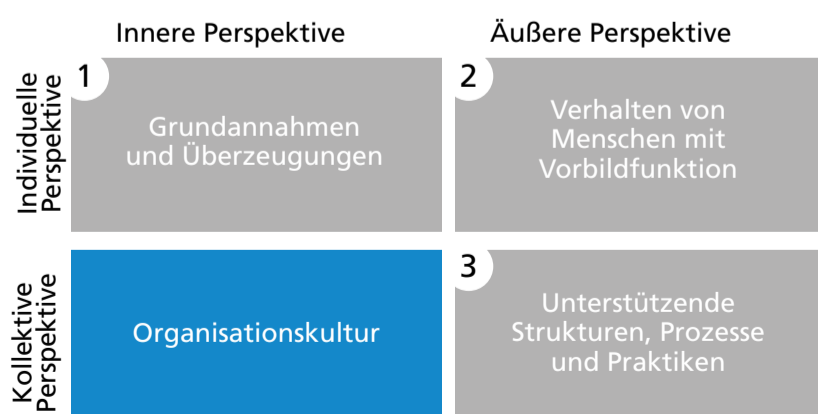 Innere Perspektive
Äußere Perspektive
Individuelle
Perspektive
1
Grundannahmen
und Überzeugungen
2
Verhalten von
Menschen mit
Vorbildfunktion
Kollektive
Perspektive
Organisationskultur
3
Unterstützende
Strukturen, Prozesse
und Praktiken